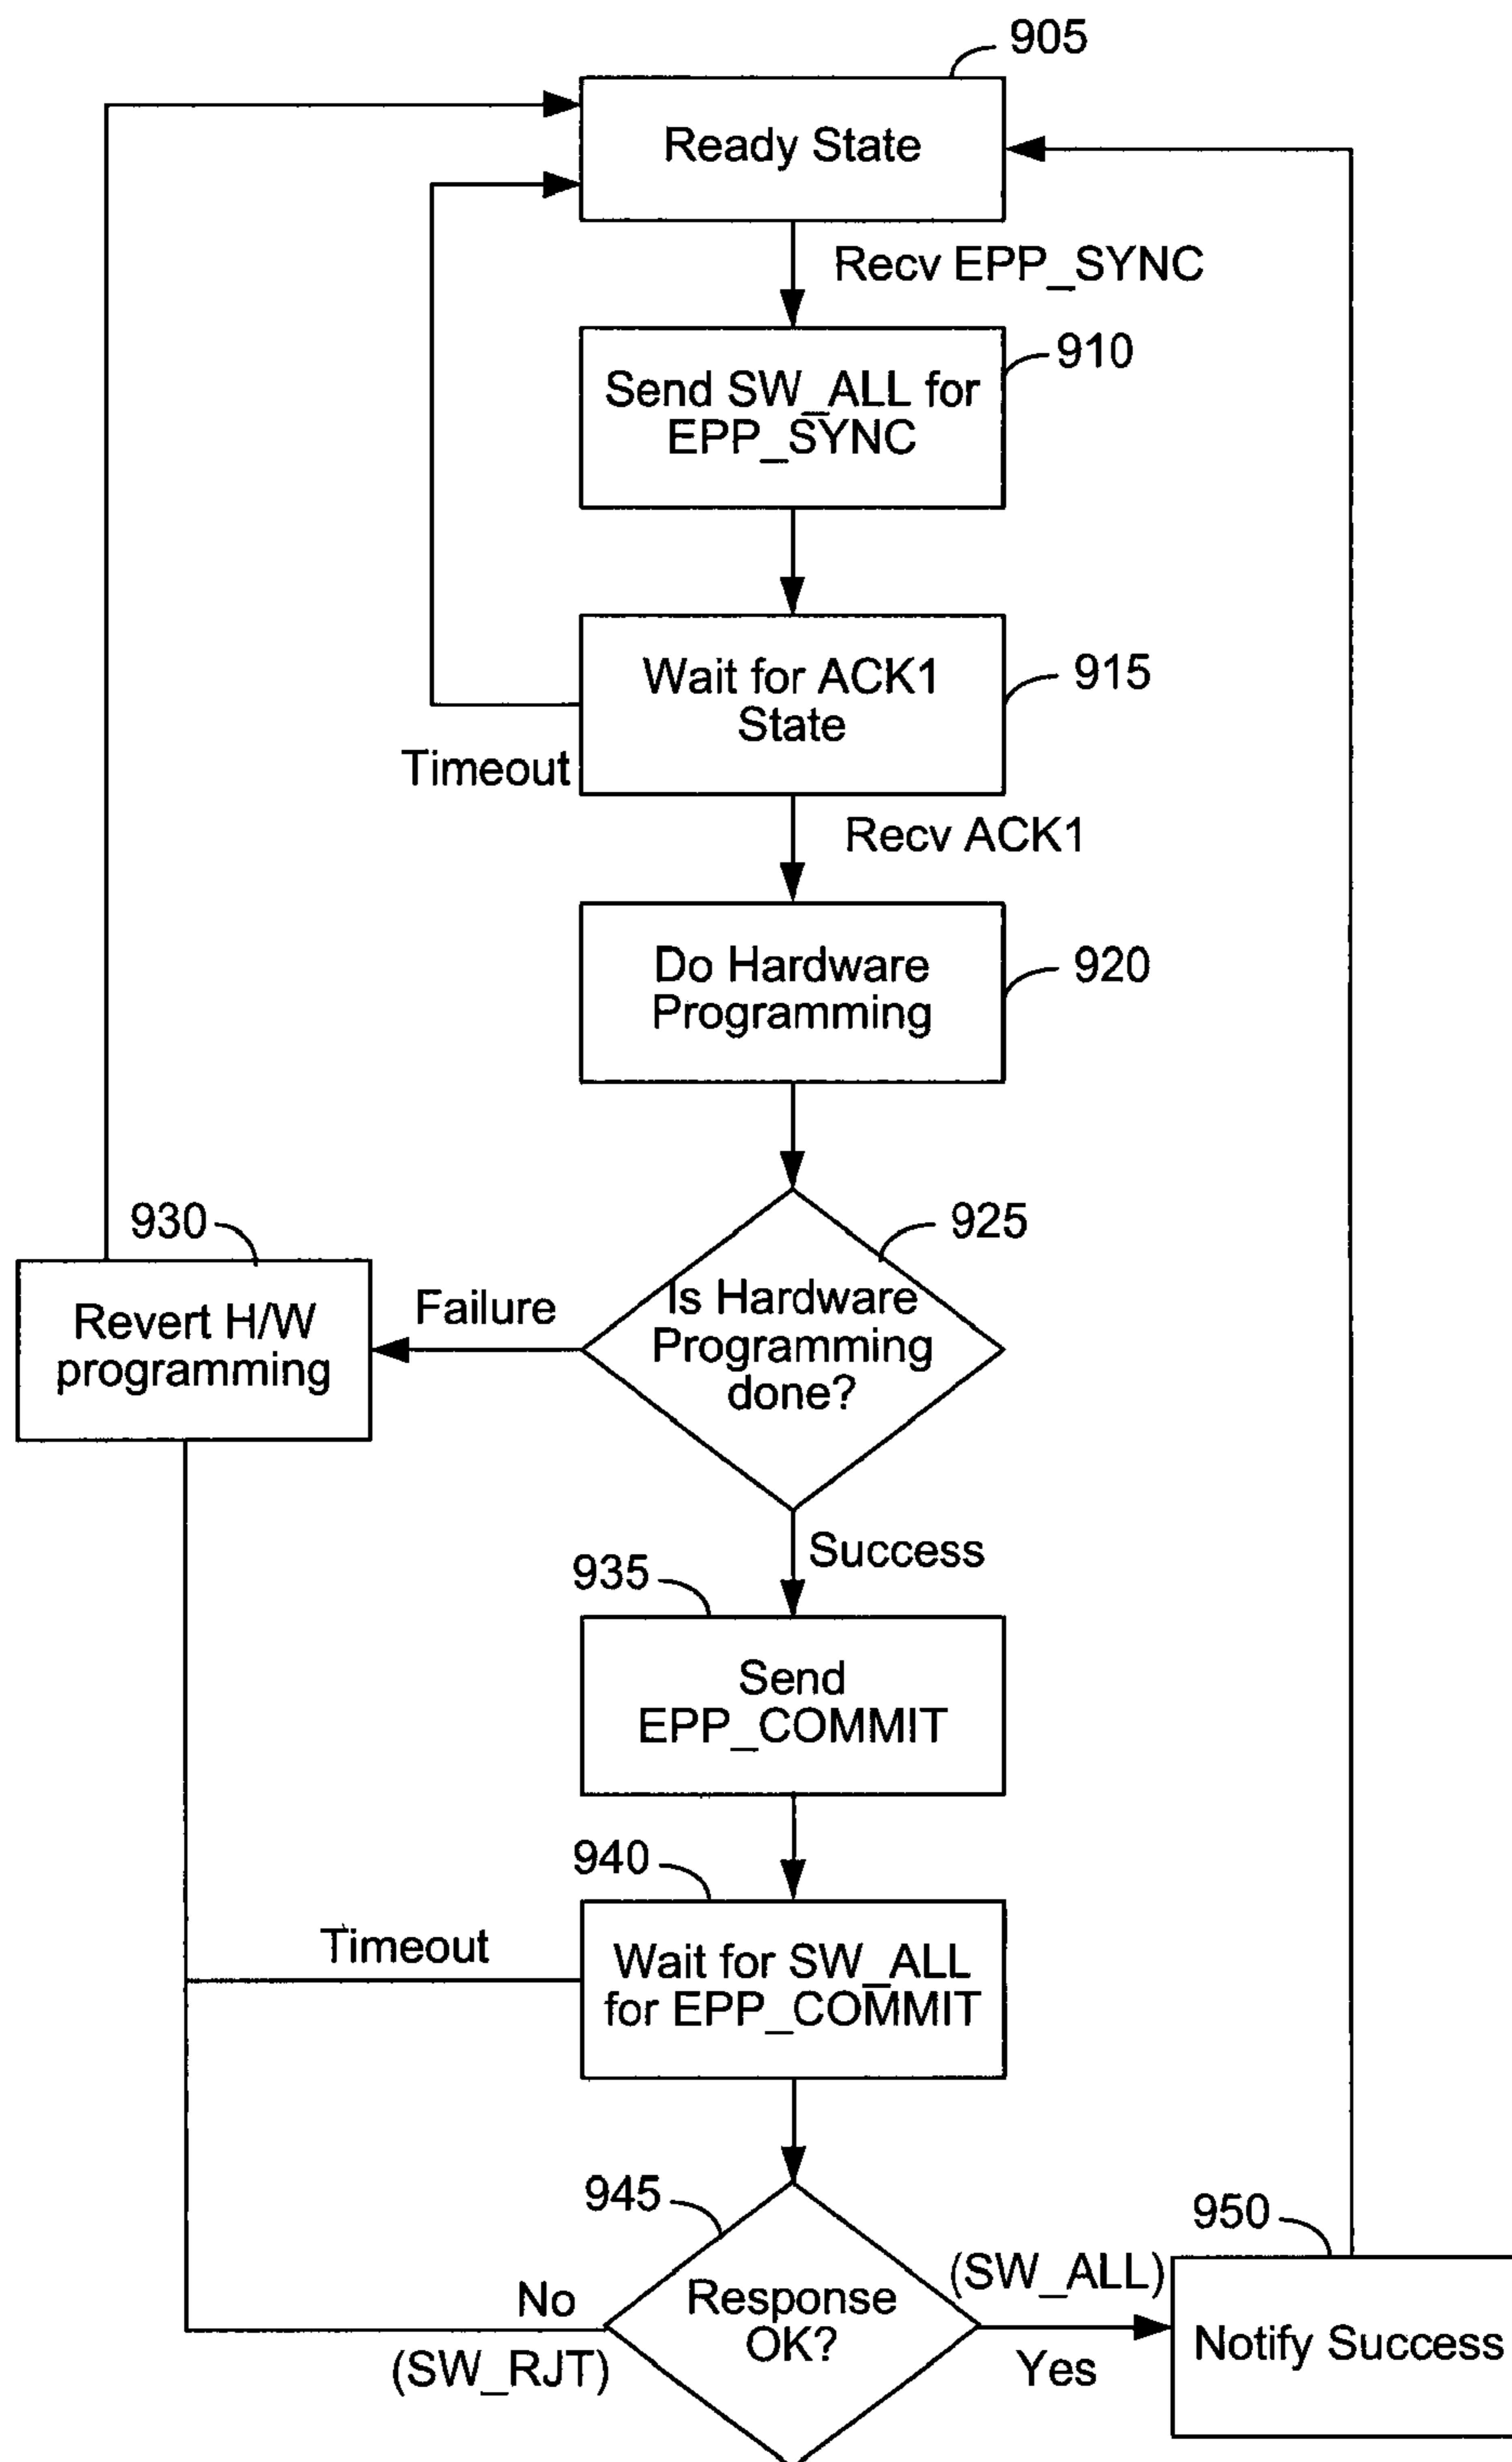 905
Ready State
Recv EPP_SYNC
910
Send SW_ALL for
EPP_SYNC
Wait for ACK1
State
915
Timeout
Recv ACK1
Do Hardware
Programming
920
930
925
Revert H/W
programming
Failure
Is Hardware
Programming
done?
Success
935
Send
EPP_COMMIT
940
Timeout
Wait for SW_ALL
for EPP_COMMIT
945
950
(SW_ALL)
No
Response
OK?
Notify Success
(SW_RJT)
Yes